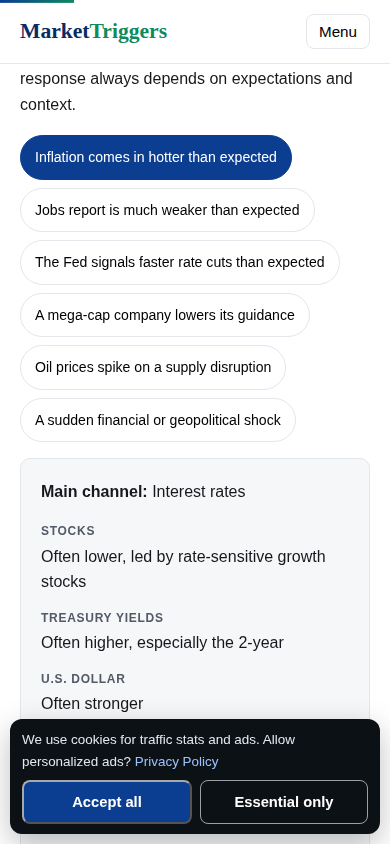 MarketTriggers
Menu
response always depends on expectations and
context.
Inflation comes in hotter than expected
Jobs report is much weaker than expected
The Fed signals faster rate cuts than expected
A mega-cap company lowers its guidance
Oil prices spike on a supply disruption
A sudden financial or geopolitical shock
Main channel: Interest rates
STOCKS
Often lower, led by rate-sensitive growth
stocks
TREASURY YIELDS
Often higher, especially the 2-year
U.S. DOLLAR
Often stronger
We use cookies for traffic stats and ads. Allow
personalized ads? Privacy Policy
Accept all
Essential only